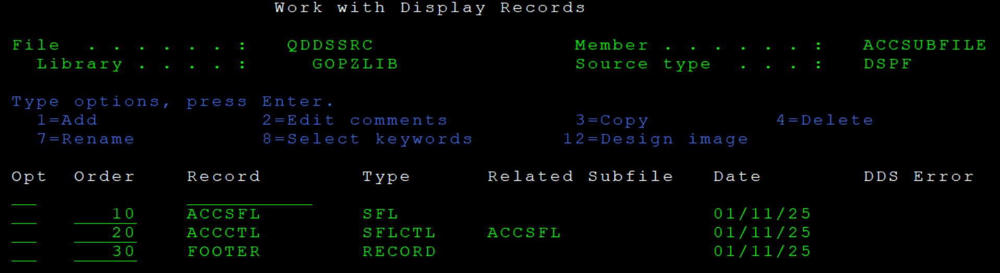 Work with Display Records
File . . . . . . : QDDSSRC Member . . . . . . : ACCSUBFILE
Library . . . . : GOPZLIB Source type . . . : DSPF
Type options, press Enter.
1=Add 2=Edit comments 3=Copy 4=Delete
7=Rename 8=Select keywords 12=Design image
Opt Order Record Type Related Subfile Date DDS Error
10 ACCSFL SFL 01/11/25
20 ACCCTL SFLCTL ACCSFL 01/11/25
30 FOOTER RECORD 01/11/25